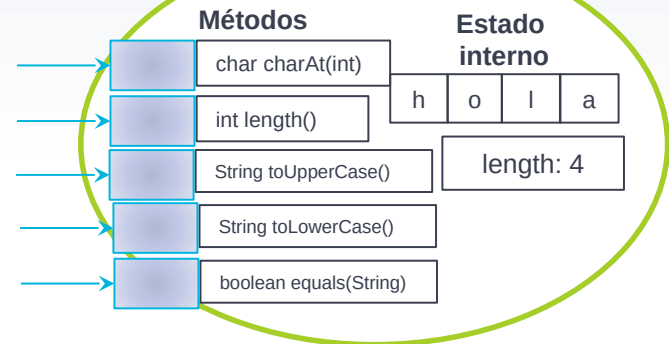 Métodos
Estado
interno
char charAt(int)
h o l a
int length()
length: 4
String toUpperCase()
String toLowerCase()
boolean equals(String)